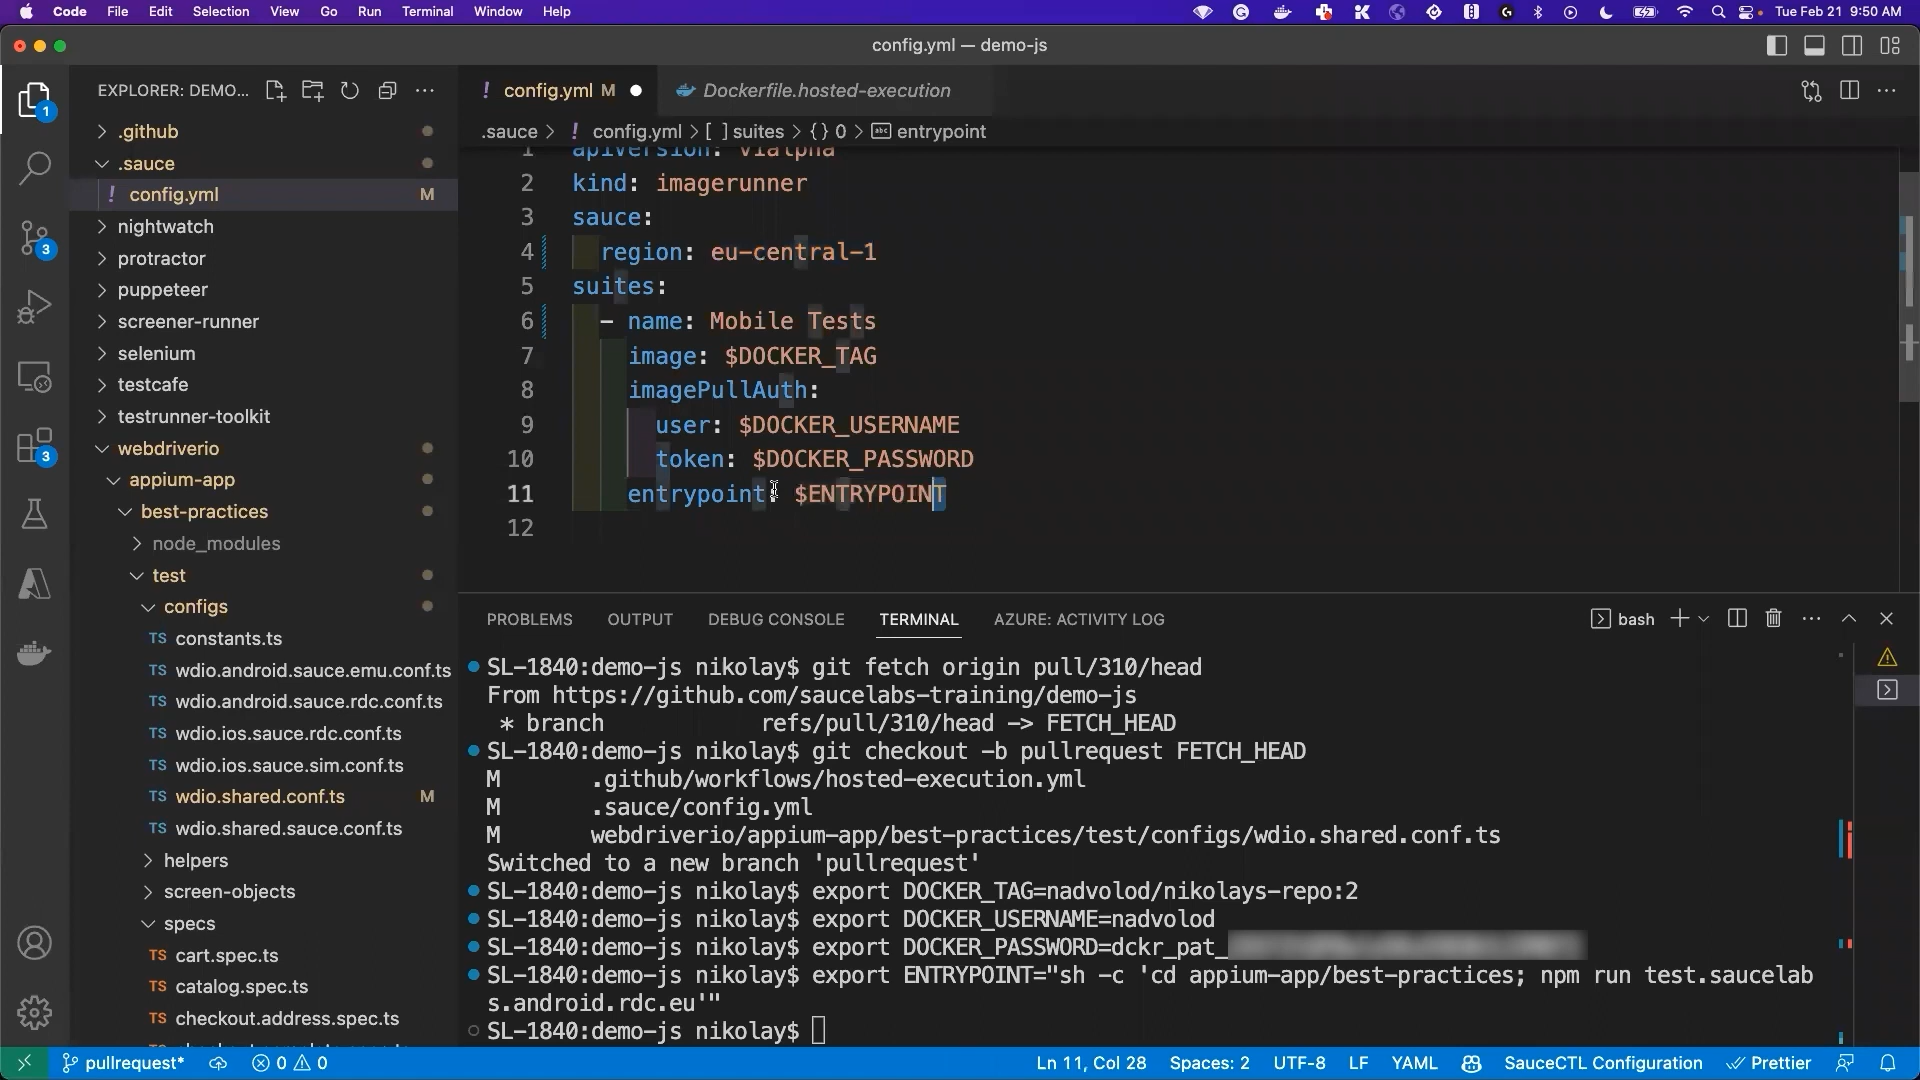 Code File Edit Selection View Go Run Terminal Window Help Tue Feb 21 9:50 AM
config.yml — demo-js
EXPLORER: DEMO...
config.yml M
Dockerfile.hosted-execution
.sauce > config.yml > [ ] suites > {} 0 > abc entrypoint
.github
.sauce
config.yml M
nightwatch
protractor
puppeteer
screener-runner
selenium
testcafe
testrunner-toolkit
webdriverio
appium-app
best-practices
node_modules
test
configs
TS constants.ts
TS wdio.android.sauce.emu.conf.ts
TS wdio.android.sauce.rdc.conf.ts
TS wdio.ios.sauce.rdc.conf.ts
TS wdio.ios.sauce.sim.conf.ts
TS wdio.shared.conf.ts M
TS wdio.shared.sauce.conf.ts
helpers
screen-objects
specs
TS cart.spec.ts
TS catalog.spec.ts
TS checkout.address.spec.ts
1
3
3
1 apiVersion: v1alpha
2 kind: imagerunner
3 sauce:
4 region: eu-central-1
5 suites:
6 - name: Mobile Tests
7 image: $DOCKER_TAG
8 imagePullAuth:
9 user: $DOCKER_USERNAME
10 token: $DOCKER_PASSWORD
11 entrypoint: $ENTRYPOINT
12
PROBLEMS OUTPUT DEBUG CONSOLE TERMINAL AZURE: ACTIVITY LOG bash
SL-1840:demo-js nikolay$ git fetch origin pull/310/head
From https://github.com/saucelabs-training/demo-js
* branch refs/pull/310/head -> FETCH_HEAD
SL-1840:demo-js nikolay$ git checkout -b pullrequest FETCH_HEAD
M .github/workflows/hosted-execution.yml
M .sauce/config.yml
M webdriverio/appium-app/best-practices/test/configs/wdio.shared.conf.ts
Switched to a new branch 'pullrequest'
SL-1840:demo-js nikolay$ export DOCKER_TAG=nadvolod/nikolays-repo:2
SL-1840:demo-js nikolay$ export DOCKER_USERNAME=nadvolod
SL-1840:demo-js nikolay$ export DOCKER_PASSWORD=dckr_pat_
SL-1840:demo-js nikolay$ export ENTRYPOINT="sh -c 'cd appium-app/best-practices; npm run test.saucelab
s.android.rdc.eu'"
SL-1840:demo-js nikolay$
pullrequest* 0 0 Ln 11, Col 28 Spaces: 2 UTF-8 LF YAML SauceCTL Configuration Prettier